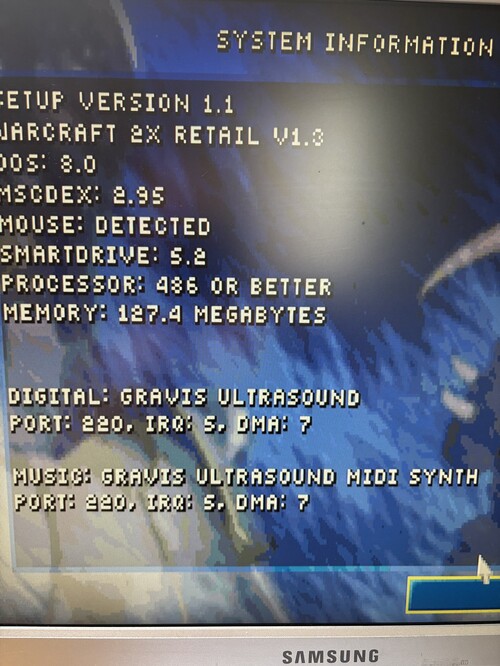 SYSTEM INFORMATION
SETUP VERSION 1.1
WARCRAFT 2X RETAIL V1.3
DOS: 8.0
MSCDEX: 2.95
MOUSE: DETECTED
SMARTDRIVE: 5.2
PROCESSOR: 486 OR BETTER
MEMORY: 127.4 MEGABYTES
DIGITAL: GRAVIS ULTRASOUND
PORT: 220, IRQ: 5, DMA: 7
MUSIC: GRAVIS ULTRASOUND MIDI SYNTH
PORT: 220, IRQ: 5, DMA: 7
SAMSUNG